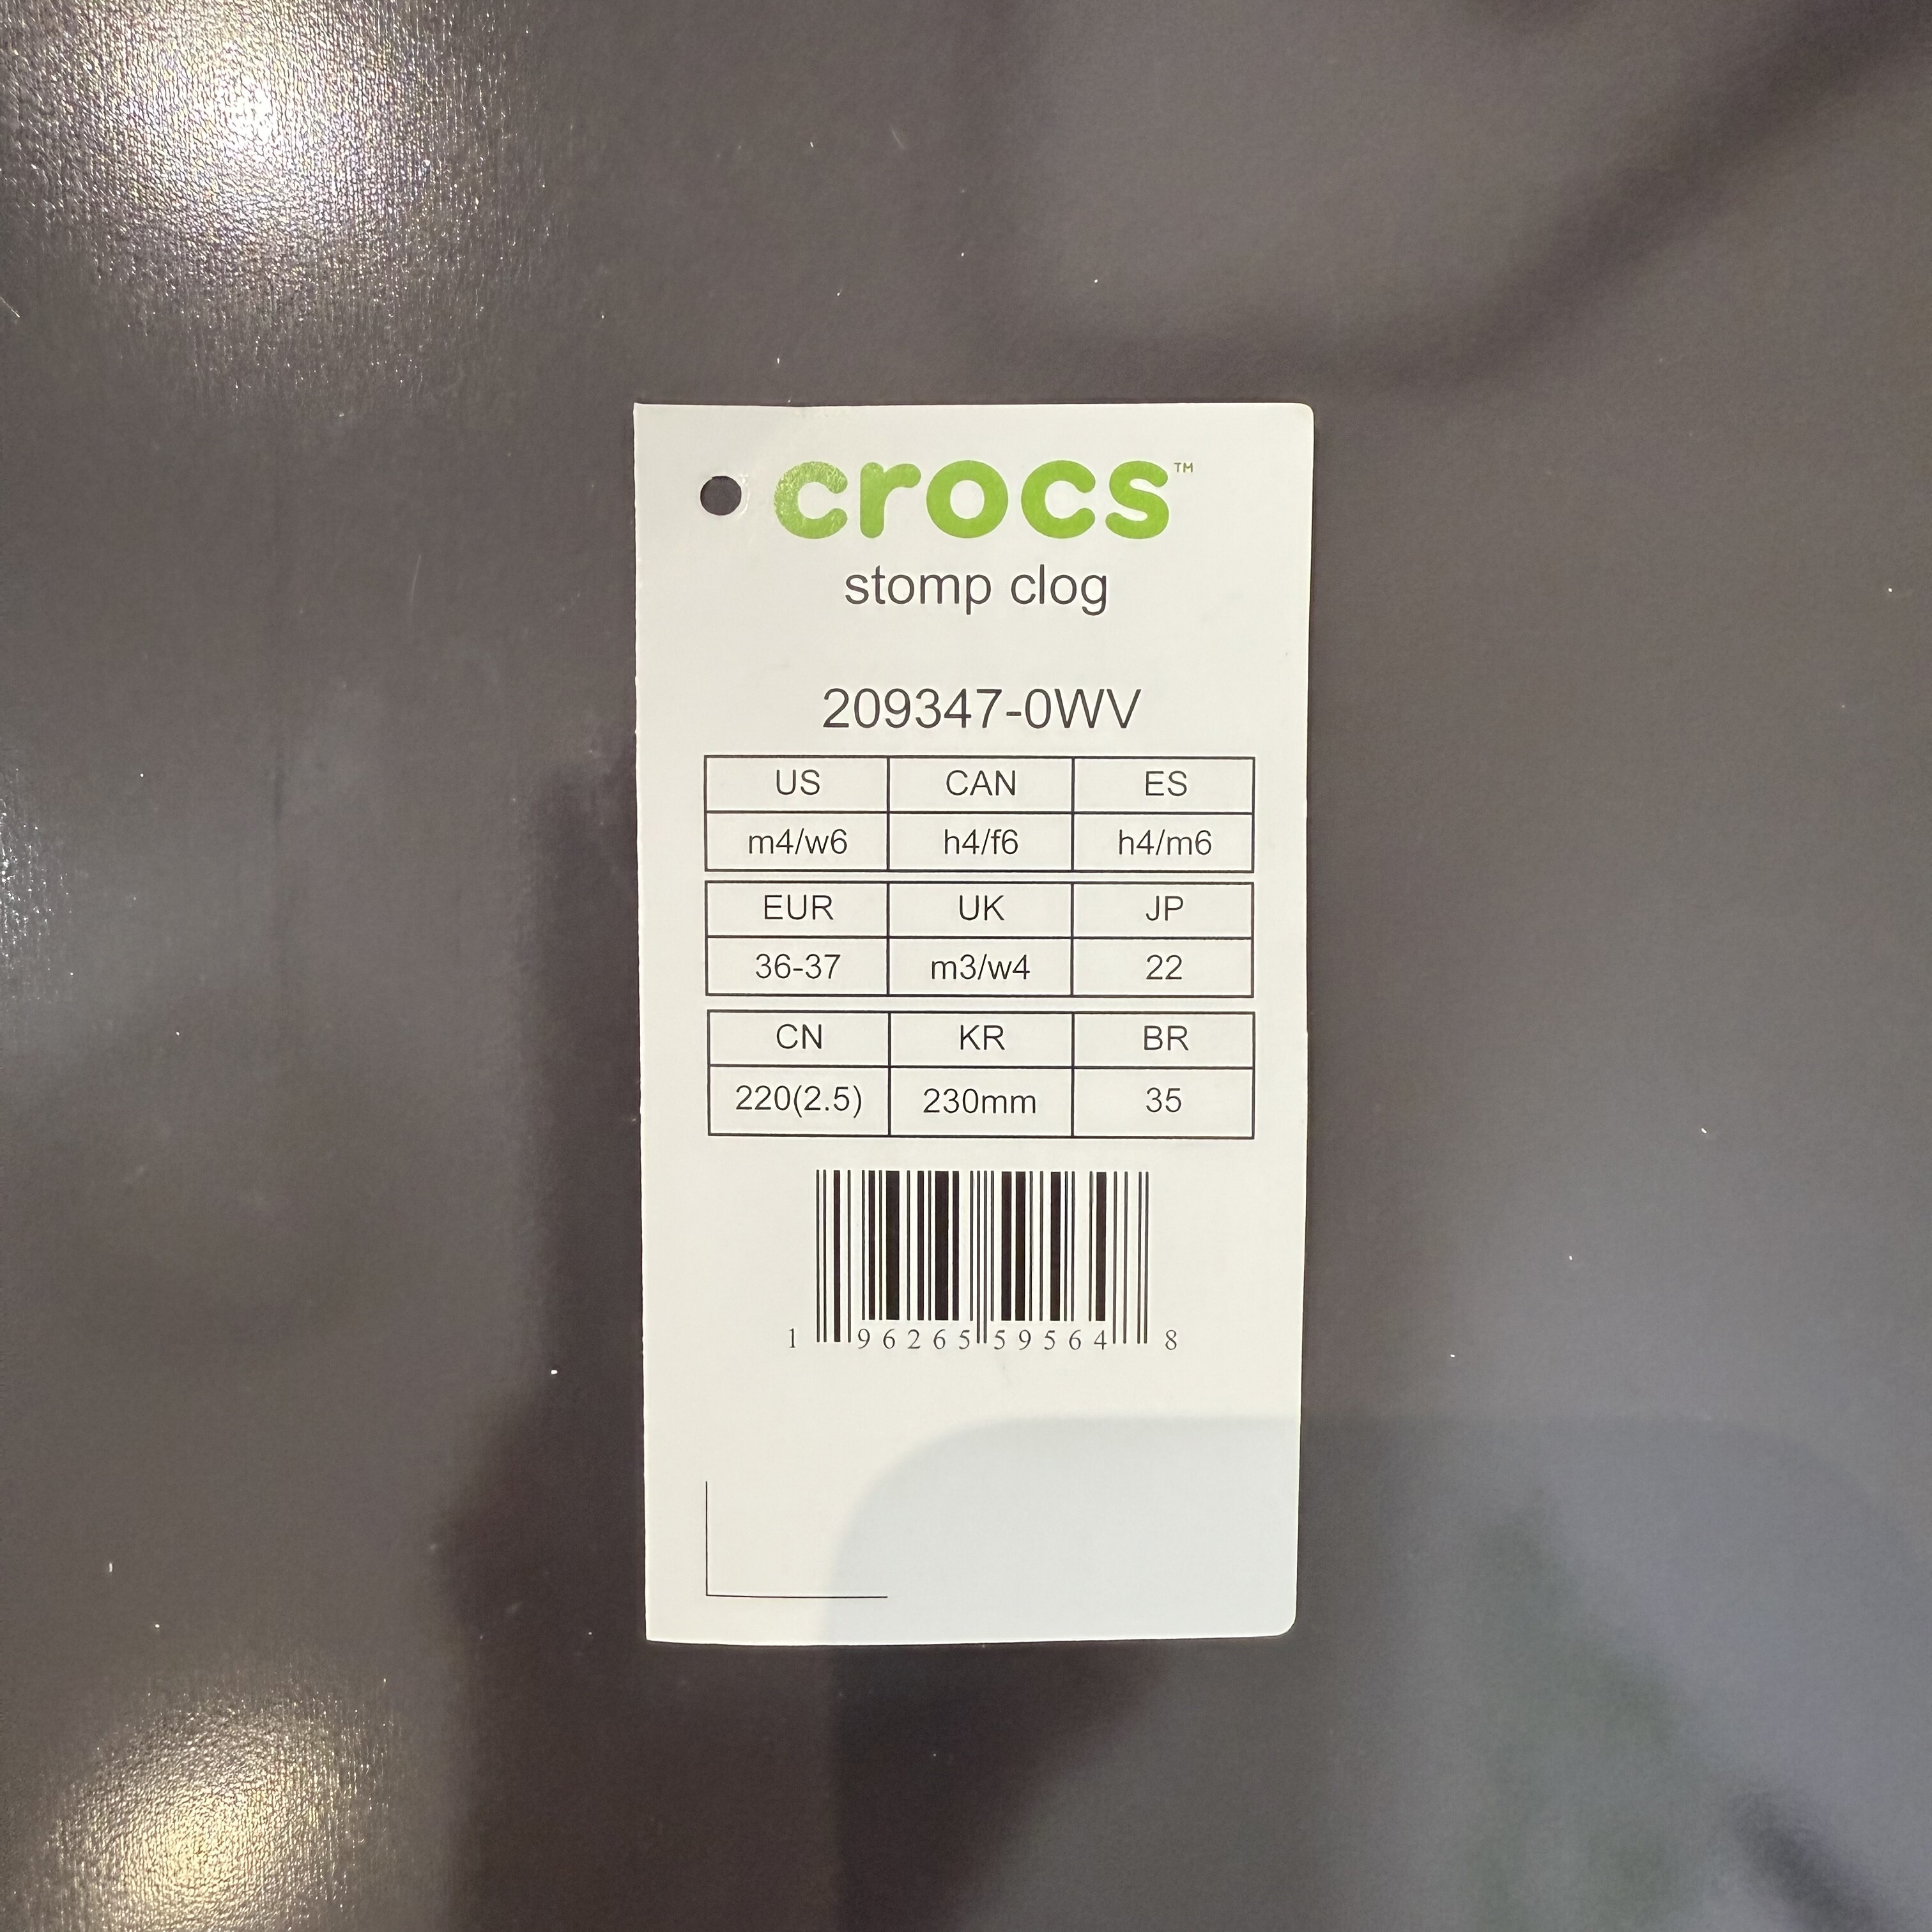 crocs™
stomp clog
209347-0WV
US CAN ES
m4/w6 h4/f6 h4/m6
EUR UK JP
36-37 m3/w4 22
CN KR BR
220(2.5) 230mm 35
1 96265 59564 8